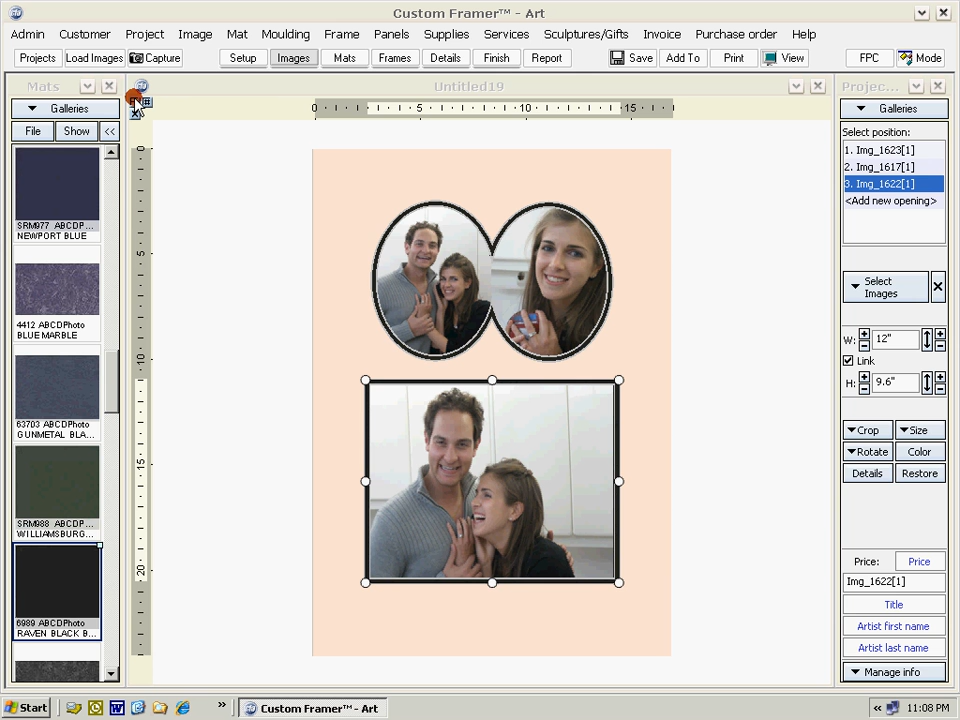 Custom Framer™ - Art
Admin Customer Project Image Mat Moulding Frame Panels Supplies Services Sculptures/Gifts Invoice Purchase order Help
Projects Load Images Capture Setup Images Mats Frames Details Finish Report Save Add To Print View FPC Mode
Mats
Untitled19
Projec...
Galleries
File Show <<
SRM977 ABCDP...
NEWPORT BLUE
4412 ABCDPhoto
BLUE MARBLE
63703 ABCDPhoto
GUNMETAL BLA...
SRM988 ABCDP...
WILLIAMSBURG...
6989 ABCDPhoto
RAVEN BLACK B...
0 5 10 15
0
5
10
15
20
Galleries
Select position:
1. Img_1623[1]
2. Img_1617[1]
3. Img_1622[1]
<Add new opening>
Select
Images
W: 12"
Link
H: 9.6"
Crop Size
Rotate Color
Details Restore
Price: Price
Img_1622[1]
Title
Artist first name
Artist last name
Manage info
Start » Custom Framer™ - Art « 11:08 PM